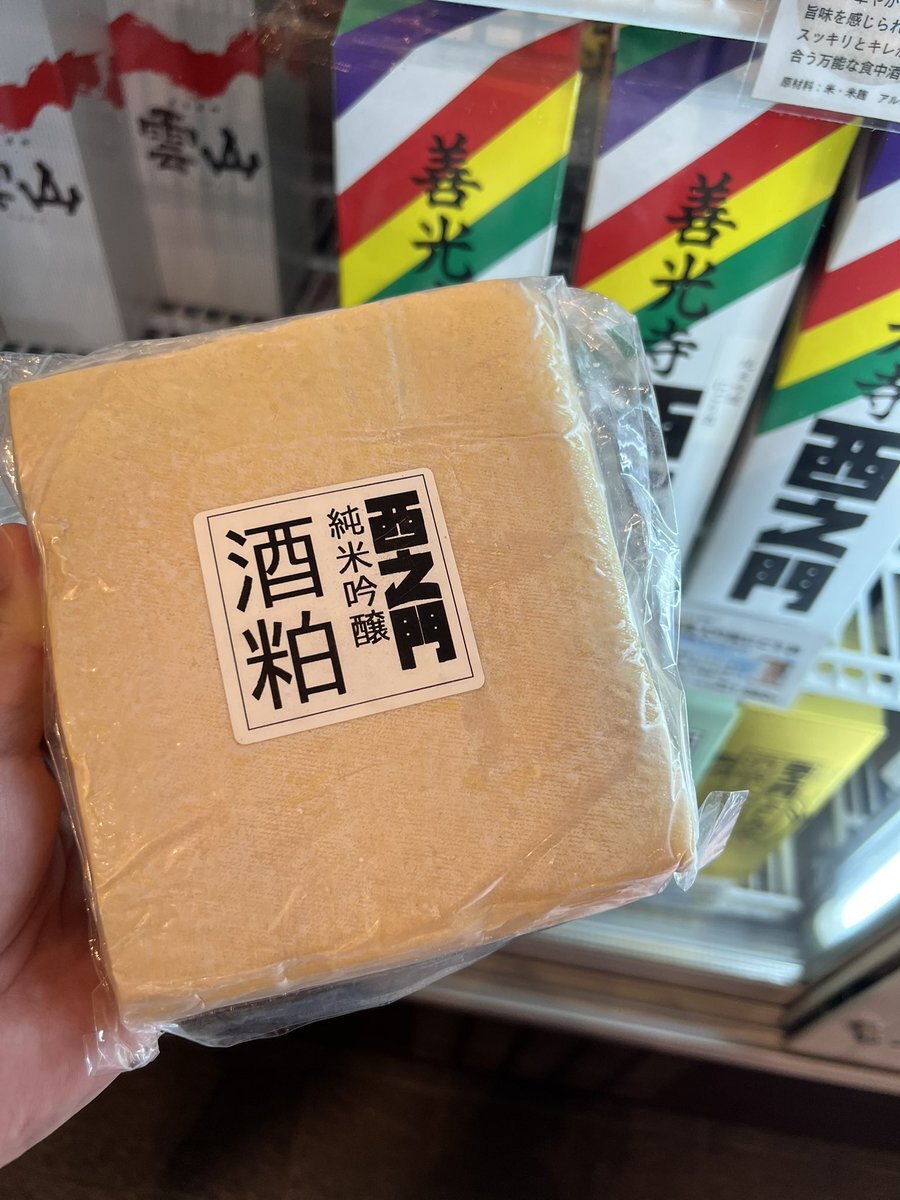 西之門
純米吟醸
酒粕
雲山
雲山
善光
善光寺
西之門
旨味を感じられ
スッキリとキレ
合う万能な食中酒
原材料：米・米麹　アル